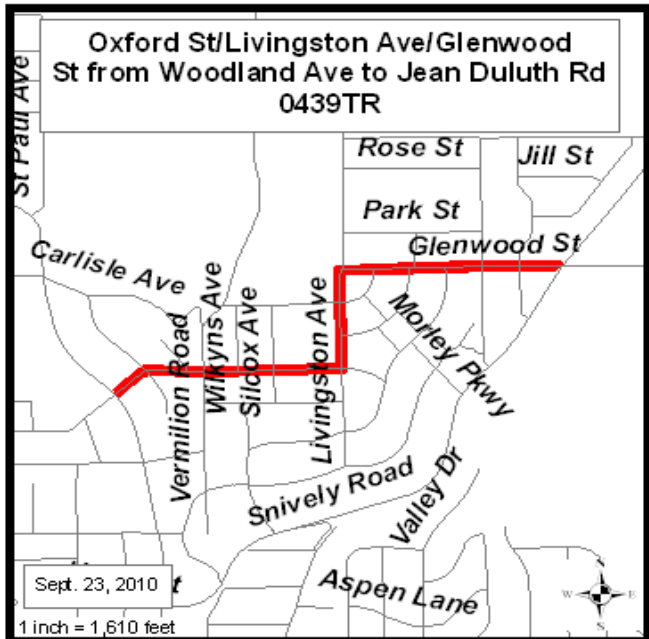 Oxford St/Livingston Ave/Glenwood
St from Woodland Ave to Jean Duluth Rd
0439TR
St Paul Ave
Rose St
Jill St
Park St
Glenwood St
Carlisle Ave
Vermilion Road
Wilkyns Ave
Silcox Ave
Livingston Ave
Morley Pkwy
Snively Road
Valley Dr
Aspen Lane
Sept. 23, 2010
t
S
W E
S
1 inch = 1,610 feet